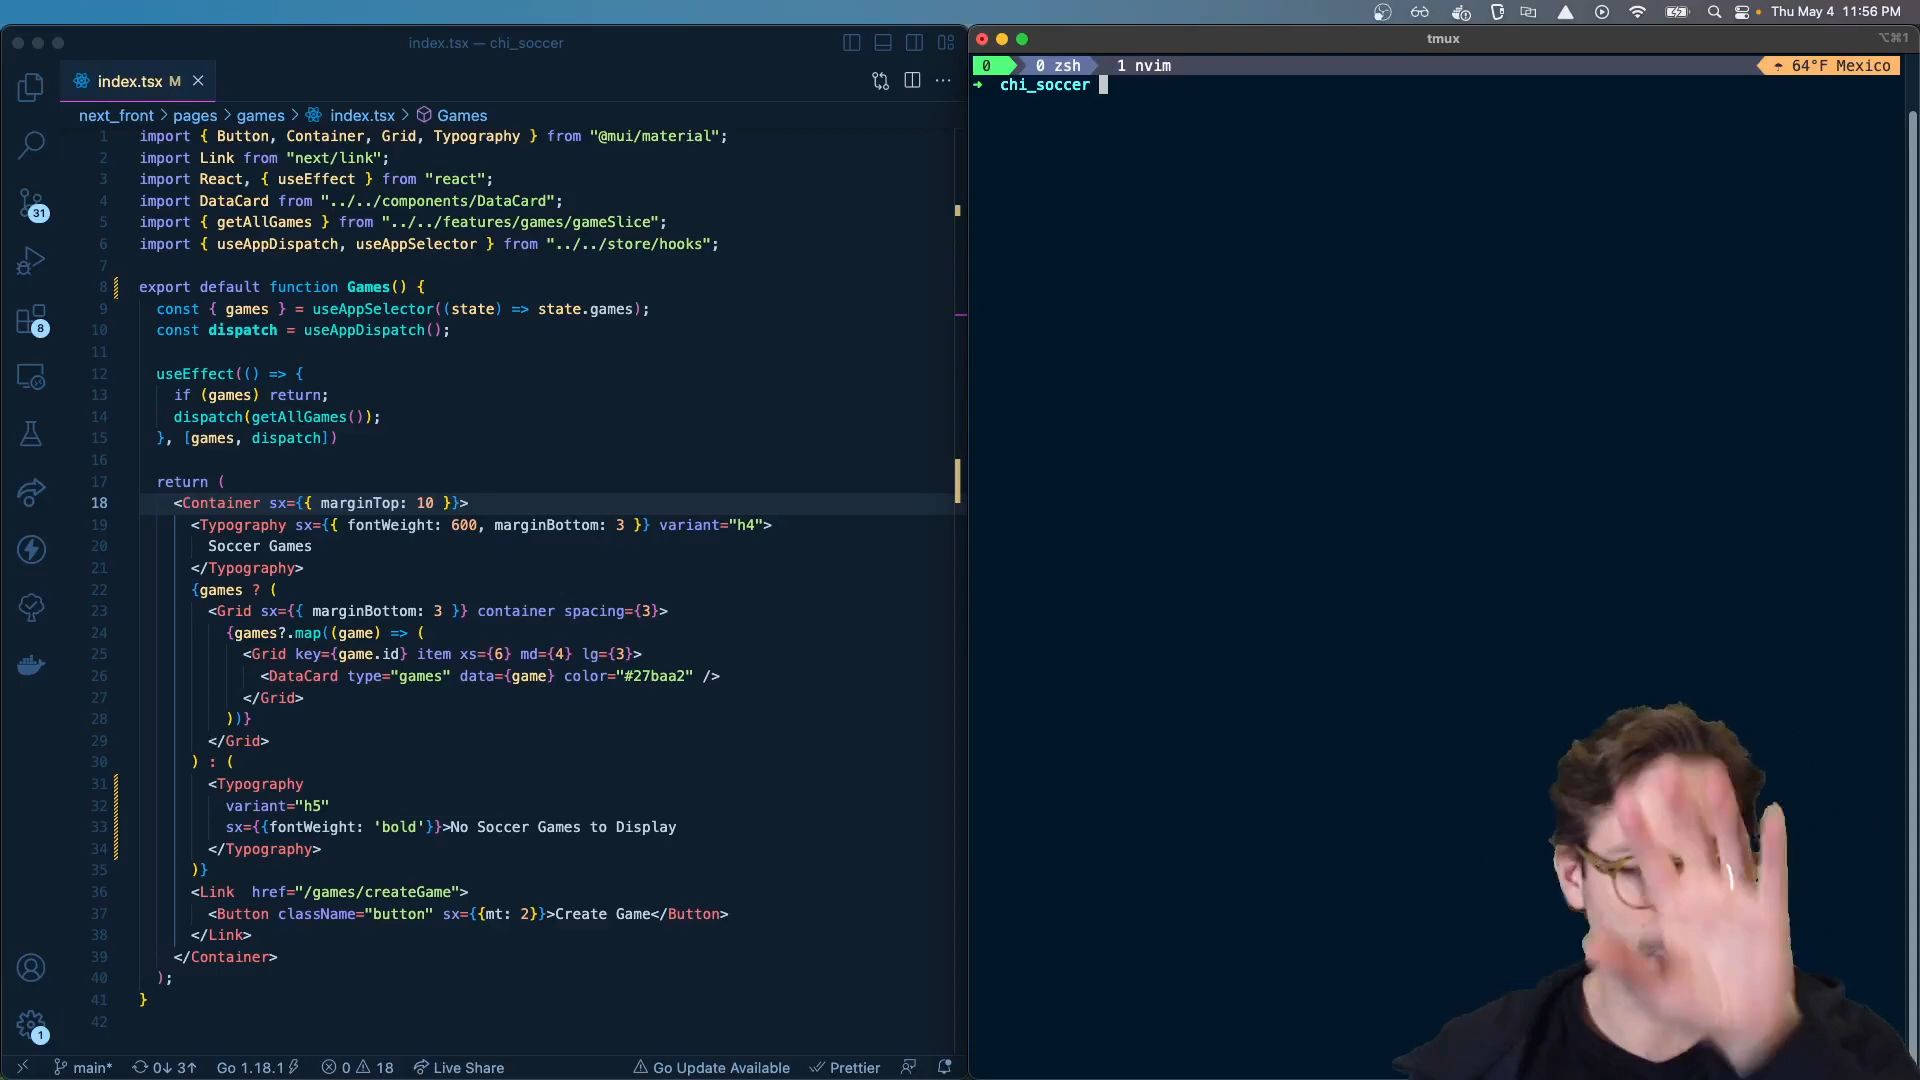 Thu May 4 11:56 PM
index.tsx — chi_soccer
index.tsx M
next_front > pages > games > index.tsx > Games
1 import { Button, Container, Grid, Typography } from "@mui/material";
2 import Link from "next/link";
3 import React, { useEffect } from "react";
4 import DataCard from "../../components/DataCard";
5 import { getAllGames } from "../../features/games/gameSlice";
6 import { useAppDispatch, useAppSelector } from "../../store/hooks";
7
8 export default function Games() {
9 const { games } = useAppSelector((state) => state.games);
10 const dispatch = useAppDispatch();
11
12 useEffect(() => {
13 if (games) return;
14 dispatch(getAllGames());
15 }, [games, dispatch])
16
17 return (
18 <Container sx={{ marginTop: 10 }}>
19 <Typography sx={{ fontWeight: 600, marginBottom: 3 }} variant="h4">
20 Soccer Games
21 </Typography>
22 {games ? (
23 <Grid sx={{ marginBottom: 3 }} container spacing={3}>
24 {games?.map((game) => (
25 <Grid key={game.id} item xs={6} md={4} lg={3}>
26 <DataCard type="games" data={game} color="#27baa2" />
27 </Grid>
28 ))}
29 </Grid>
30 ) : (
31 <Typography
32 variant="h5"
33 sx={{fontWeight: 'bold'}}>No Soccer Games to Display
34 </Typography>
35 )}
36 <Link href="/games/createGame">
37 <Button className="button" sx={{mt: 2}}>Create Game</Button>
38 </Link>
39 </Container>
40 );
41 }
42
31
8
1
main* 0↓ 3↑ Go 1.18.1 0 18 Live Share Go Update Available Prettier
tmux
⌥⌘1
0 0 zsh 1 nvim 64°F Mexico
➜ chi_soccer